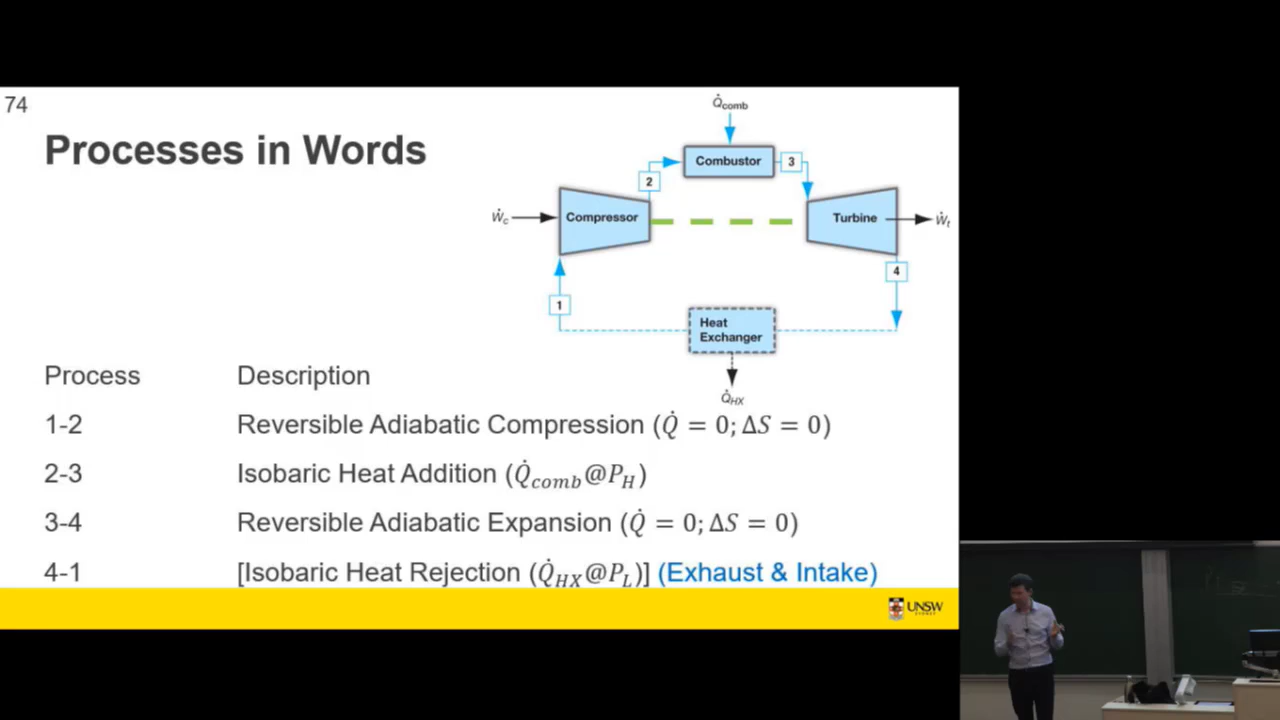 74
Processes in Words
Q̇comb
Combustor
3
2
Ẇc
Compressor
Turbine
Ẇt
4
1
Heat
Exchanger
Q̇HX
Process Description
1-2 Reversible Adiabatic Compression (Q̇ = 0; ΔS = 0)
2-3 Isobaric Heat Addition (Q̇comb@PH)
3-4 Reversible Adiabatic Expansion (Q̇ = 0; ΔS = 0)
4-1 [Isobaric Heat Rejection (Q̇HX@PL)] (Exhaust & Intake)
UNSW
SYDNEY